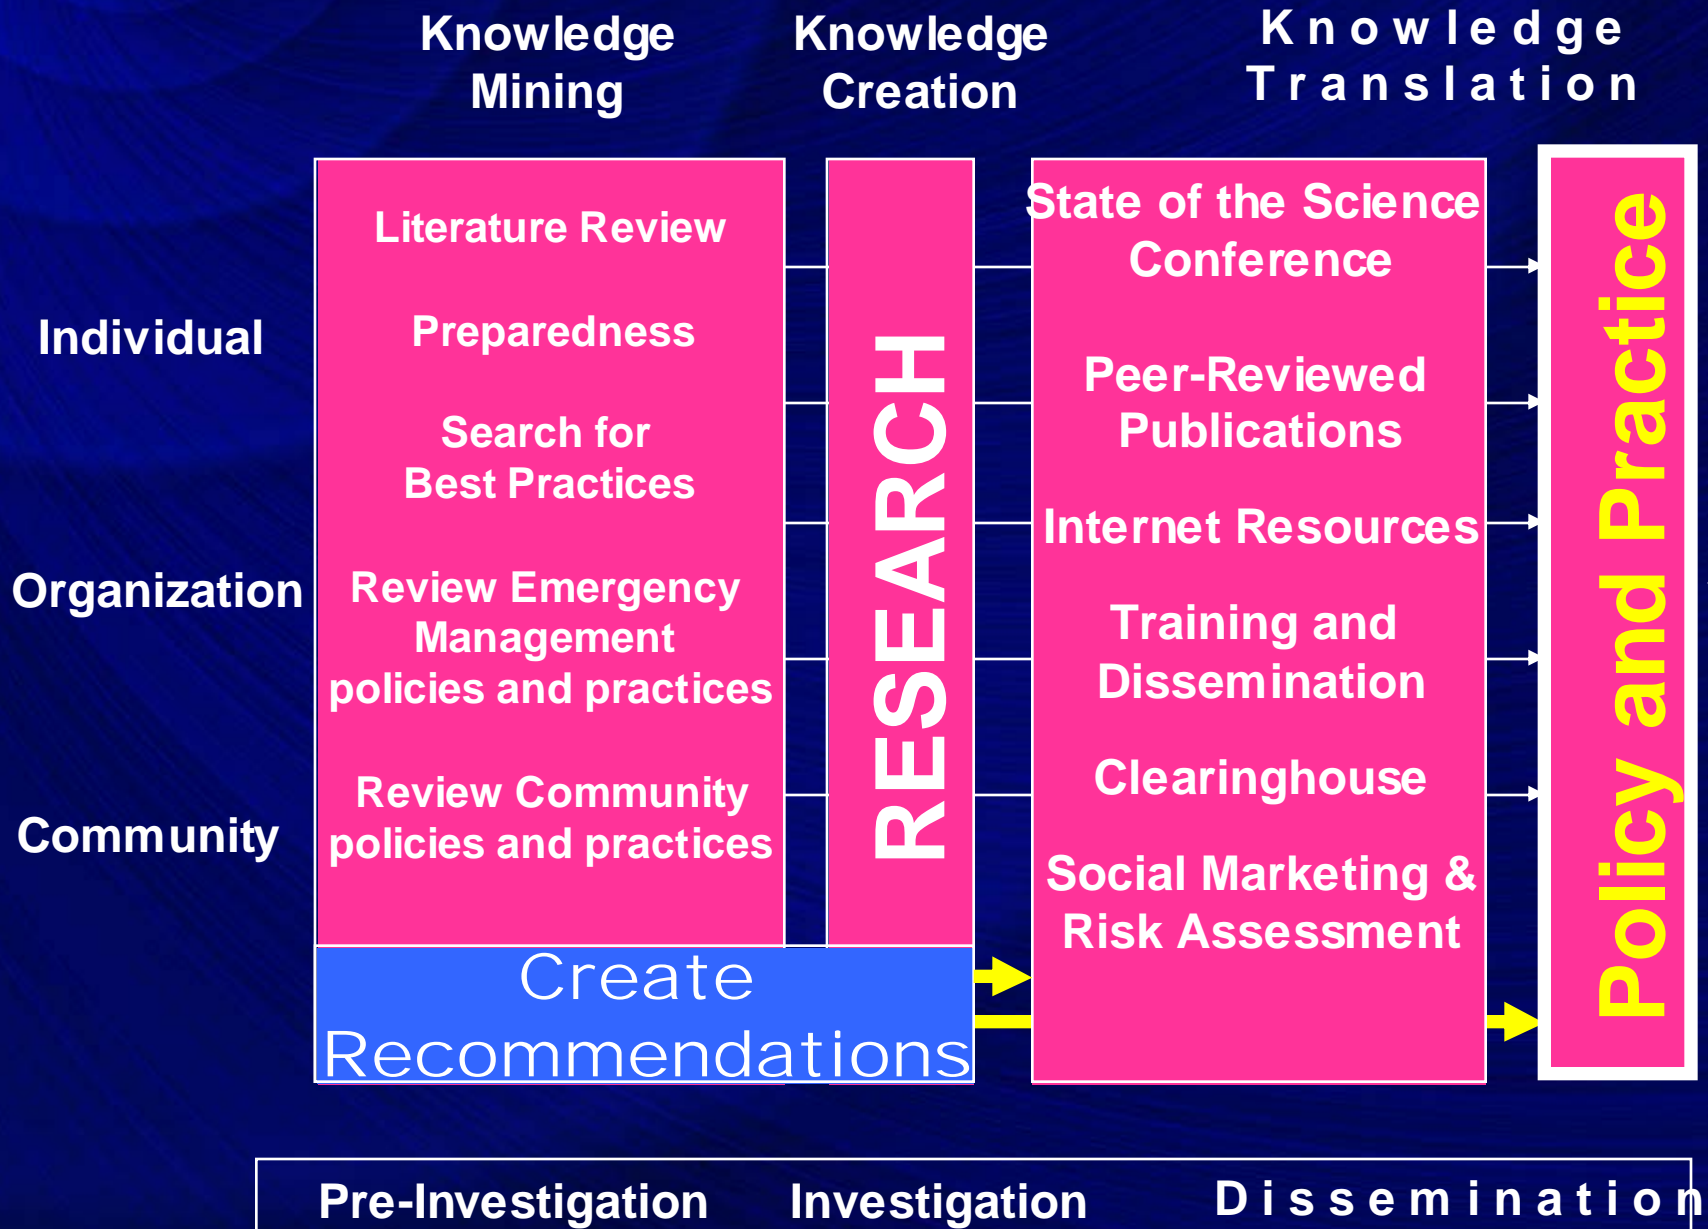 Knowledge
Mining
Knowledge
Creation
Knowledge
Translation
Individual
Organization
Community
Literature Review
Preparedness
Search for
Best Practices
Review Emergency
Management
policies and practices
Review Community
policies and practices
RESEARCH
State of the Science
Conference
Peer-Reviewed
Publications
Internet Resources
Training and
Dissemination
Clearinghouse
Social Marketing &
Risk Assessment
Policy and Practice
Create
Recommendations
Pre-Investigation
Investigation
Dissemination